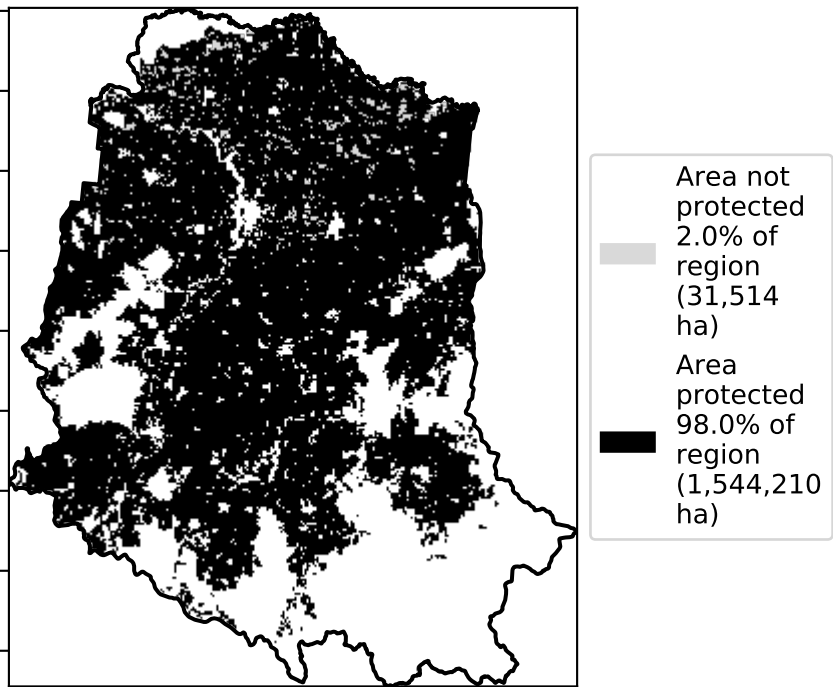 Area not
protected
2.0% of
region
(31,514
ha)
Area
protected
98.0% of
region
(1,544,210
ha)